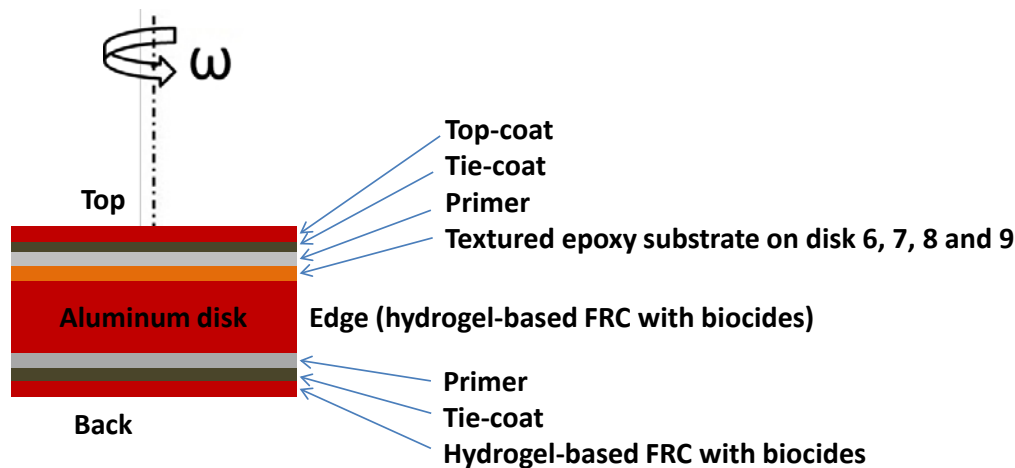 ω
Top-coat
Tie-coat
Top
Primer
Textured epoxy substrate on disk 6, 7, 8 and 9
Aluminum disk
Edge (hydrogel-based FRC with biocides)
Primer
Back
Tie-coat
Hydrogel-based FRC with biocides